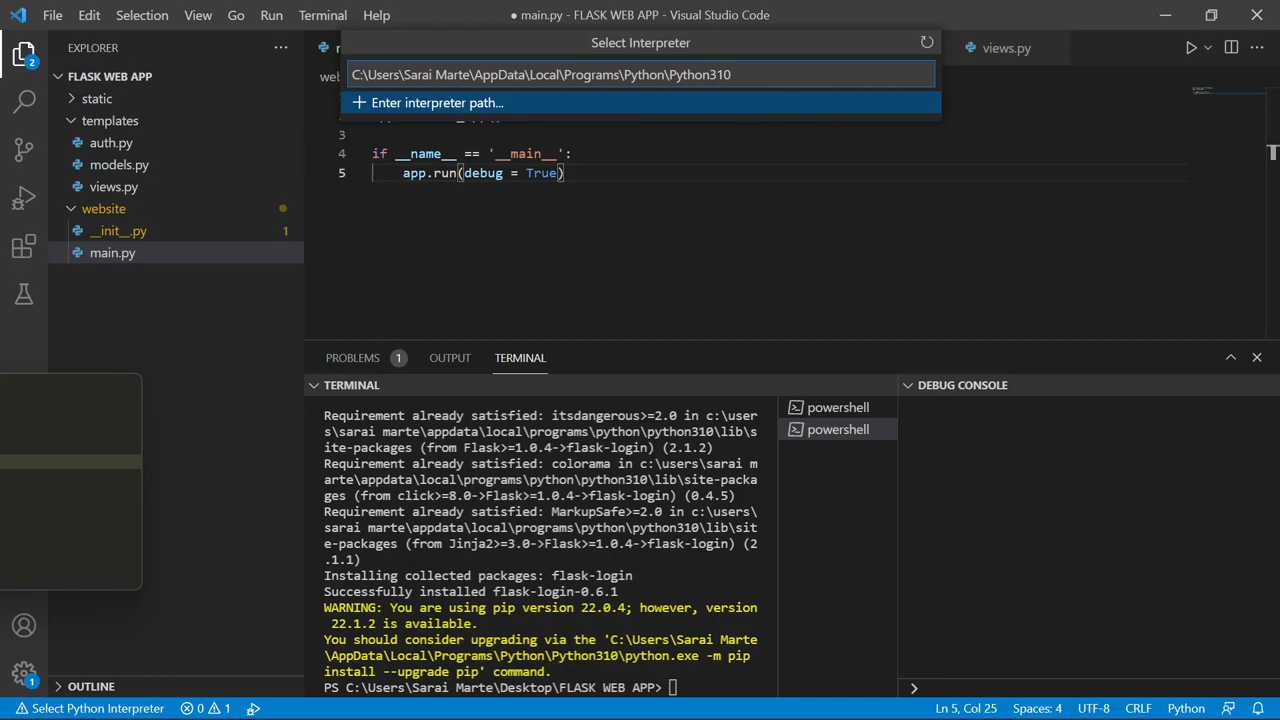 File Edit Selection View Go Run Terminal Help
● main.py - FLASK WEB APP - Visual Studio Code
EXPLORER
2
FLASK WEB APP
static
templates
auth.py
models.py
views.py
website
__init__.py 1
main.py
OUTLINE
Select Interpreter
C:\Users\Sarai Marte\AppData\Local\Programs\Python\Python310
Enter interpreter path...
views.py
3
4 if __name__ == '__main__':
5 app.run(debug = True)
PROBLEMS 1 OUTPUT TERMINAL
TERMINAL
Requirement already satisfied: itsdangerous>=2.0 in c:\user
s\sarai marte\appdata\local\programs\python\python310\lib\s
ite-packages (from Flask>=1.0.4->flask-login) (2.1.2)
Requirement already satisfied: colorama in c:\users\sarai m
arte\appdata\local\programs\python\python310\lib\site-packa
ges (from click>=8.0->Flask>=1.0.4->flask-login) (0.4.5)
Requirement already satisfied: MarkupSafe>=2.0 in c:\users\
sarai marte\appdata\local\programs\python\python310\lib\sit
e-packages (from Jinja2>=3.0->Flask>=1.0.4->flask-login) (2
.1.1)
Installing collected packages: flask-login
Successfully installed flask-login-0.6.1
WARNING: You are using pip version 22.0.4; however, version
22.1.2 is available.
You should consider upgrading via the 'C:\Users\Sarai Marte
\AppData\Local\Programs\Python\Python310\python.exe -m pip
install --upgrade pip' command.
PS C:\Users\Sarai Marte\Desktop\FLASK WEB APP>
powershell
powershell
DEBUG CONSOLE
1
Select Python Interpreter 0 1
Ln 5, Col 25 Spaces: 4 UTF-8 CRLF Python